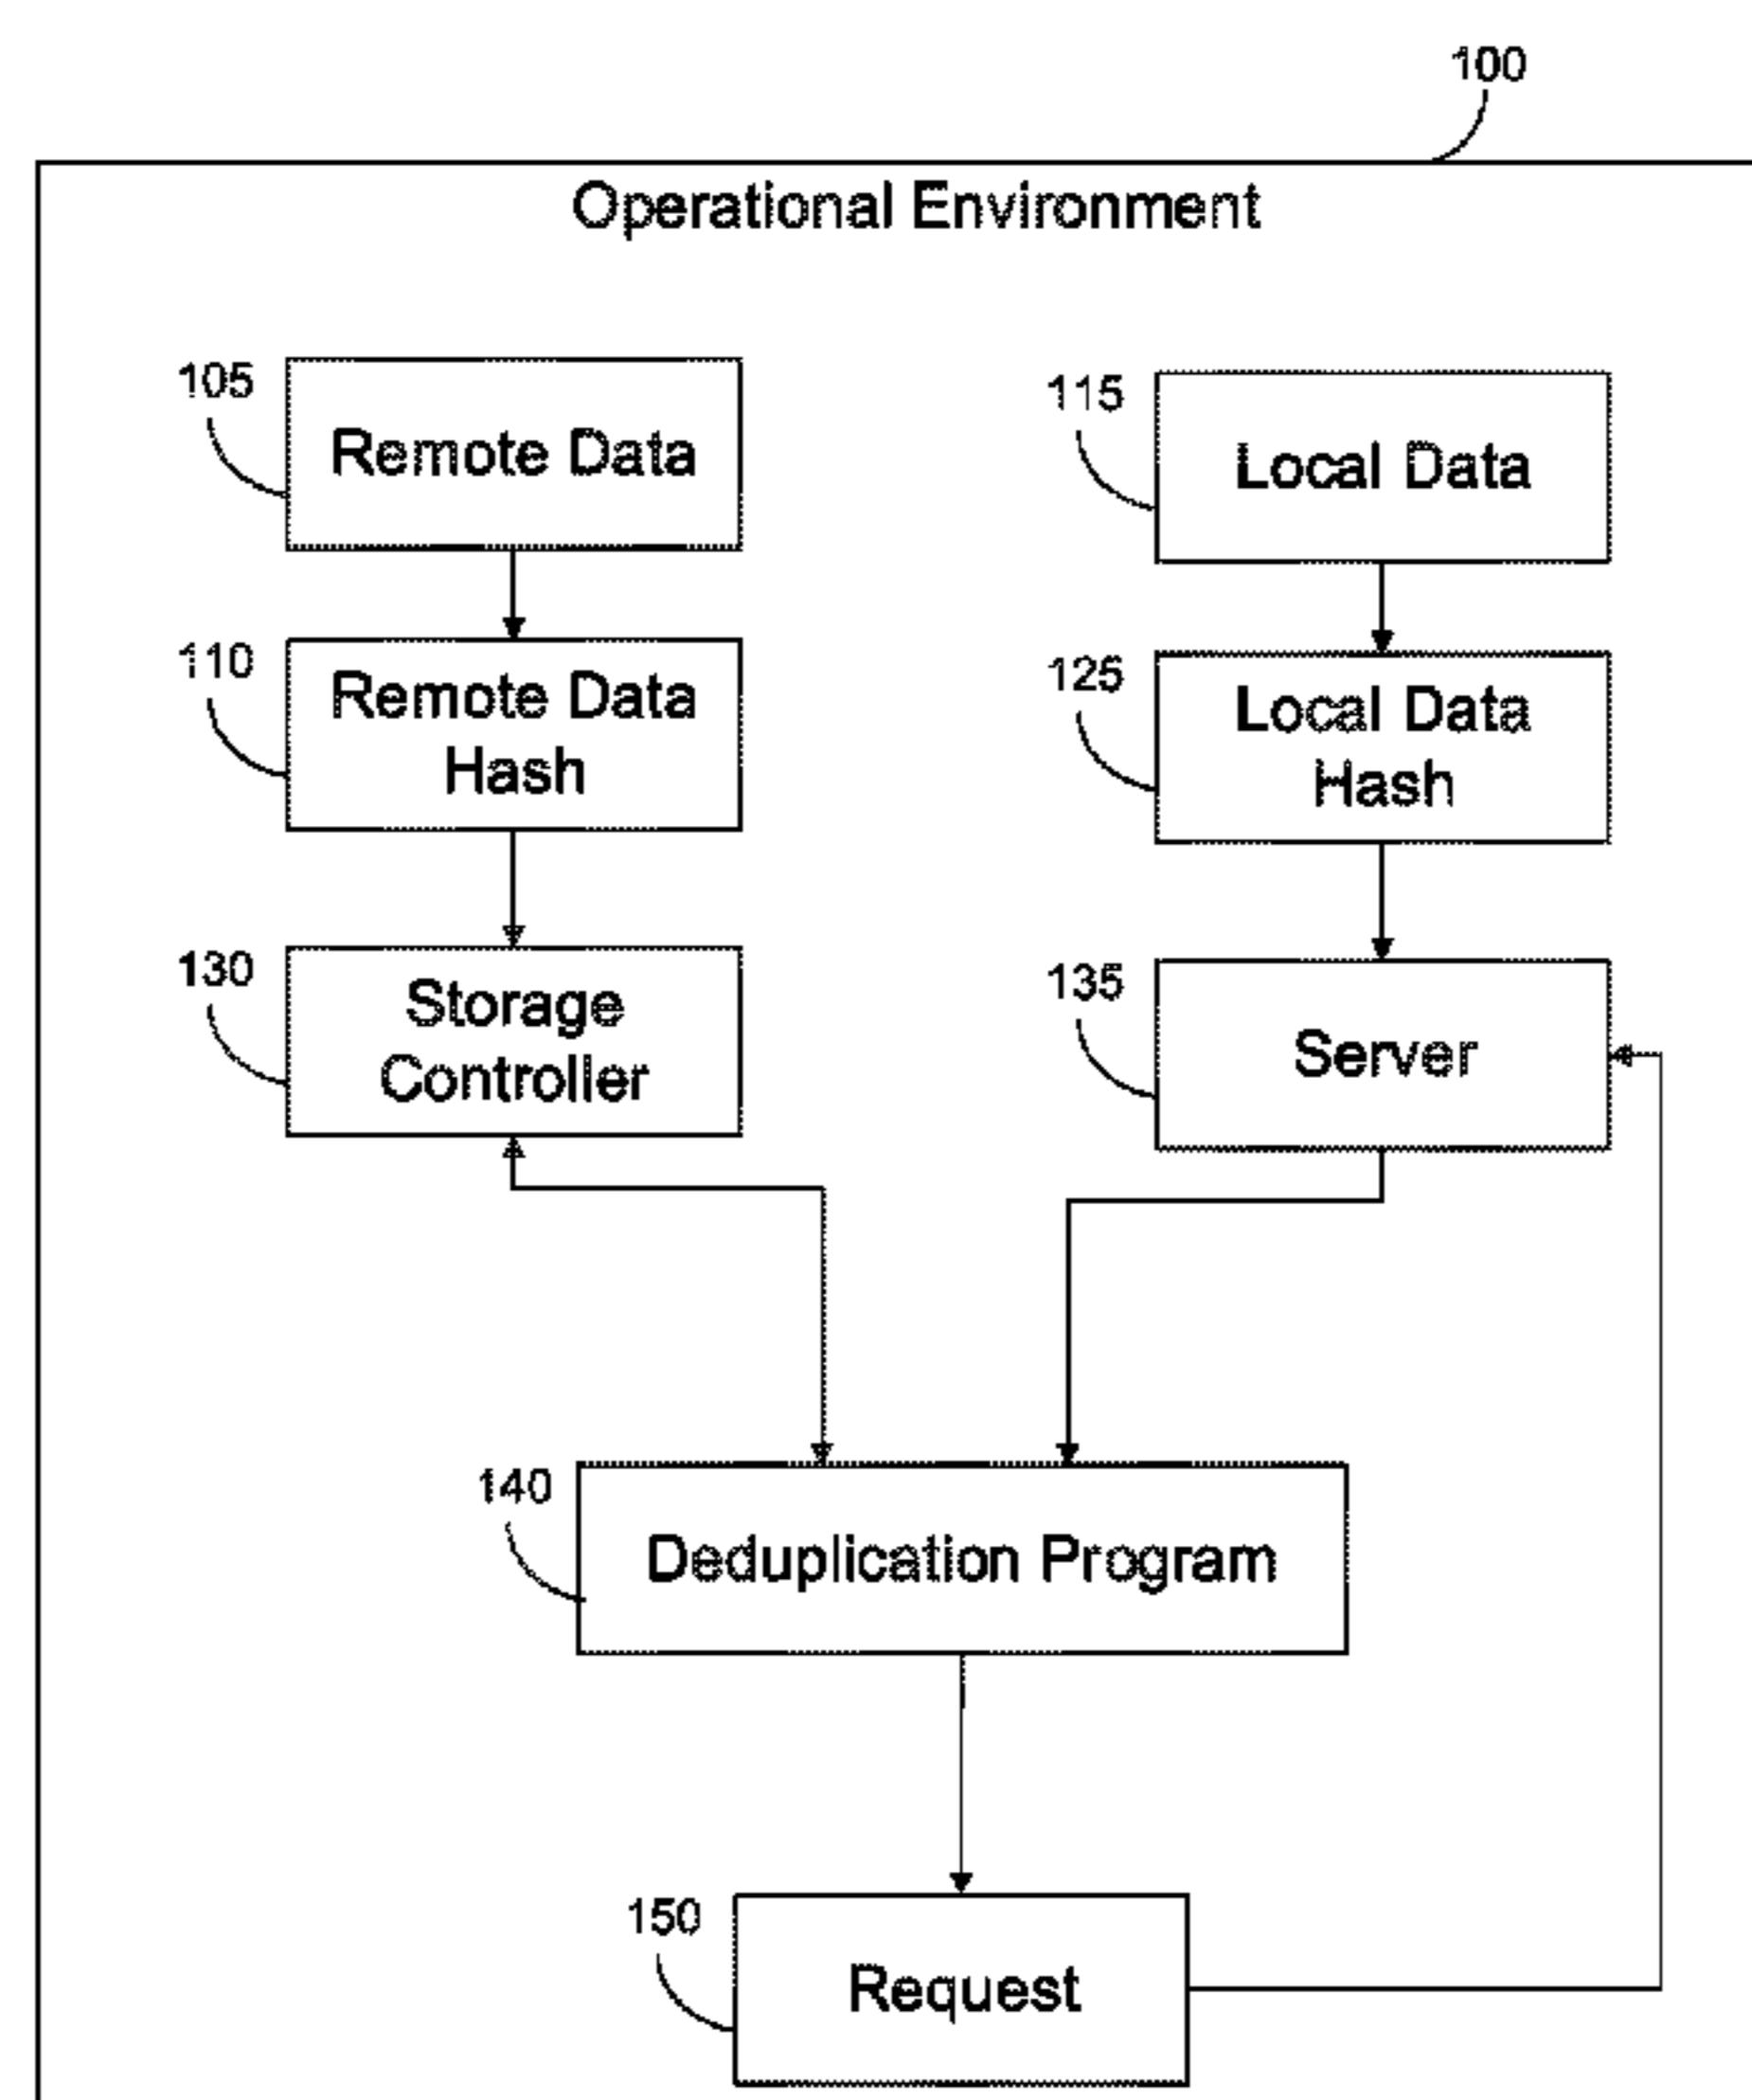 100
Operational Environment
105
Remote Data
115
Local Data
110
Remote Data
Hash
125
Local Data
Hash
130
Storage
Controller
135
Server
140
Deduplication Program
150
Request